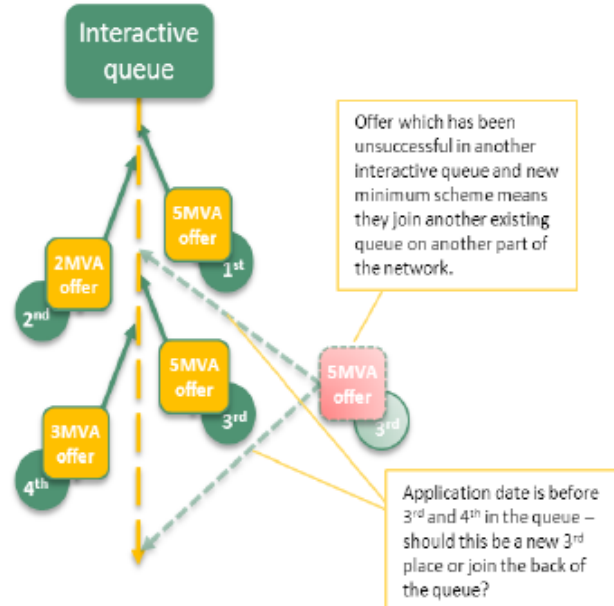 Interactive
queue
Offer which has been
unsuccessful in another
interactive queue and new
minimum scheme means
they join another existing
queue on another part of
the network.
5MVA
offer
1st
2MVA
offer
2nd
5MVA
offer
3rd
5MVA
offer
3rd
3MVA
offer
4th
Application date is before
3rd and 4th in the queue –
should this be a new 3rd
place or join the back of
the queue?